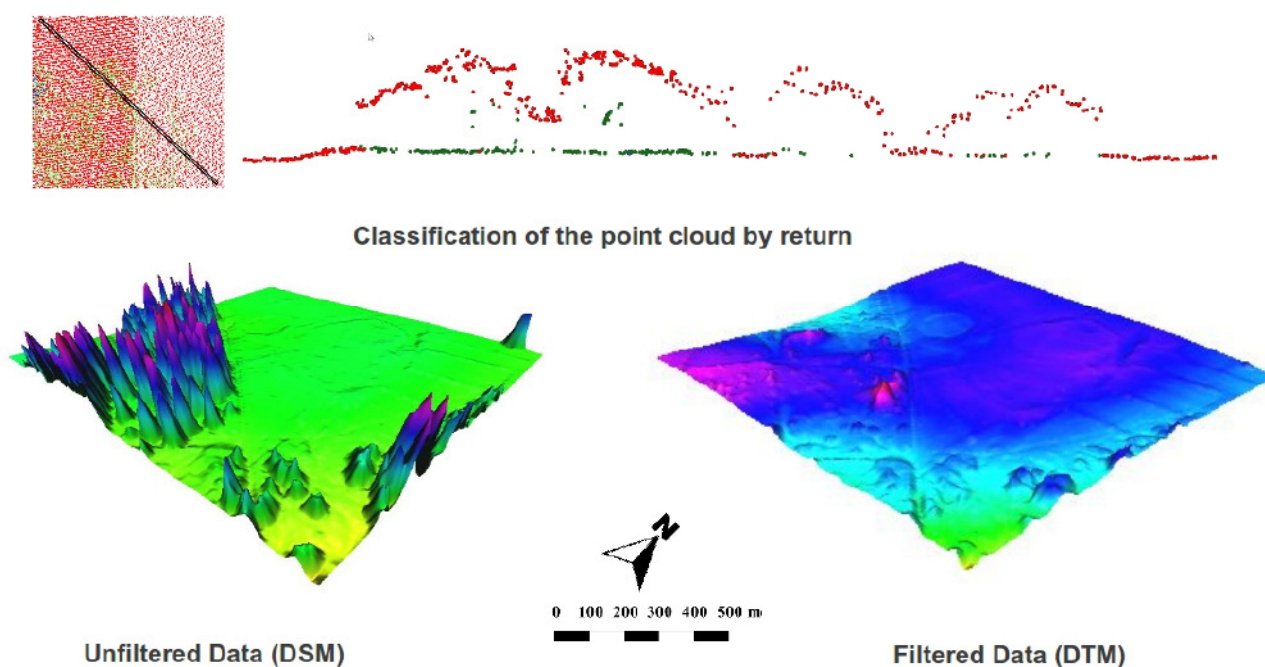 Classification of the point cloud by return
N
0 100 200 300 400 500 m
Unfiltered Data (DSM)
Filtered Data (DTM)